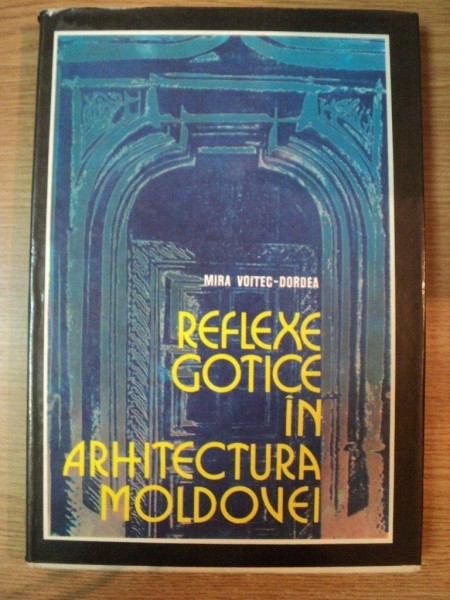 MIRA VOITEC-DORDEA
REFLEXE
GOTICE
ÎN
ARHITECTURA
MOLDOVEI